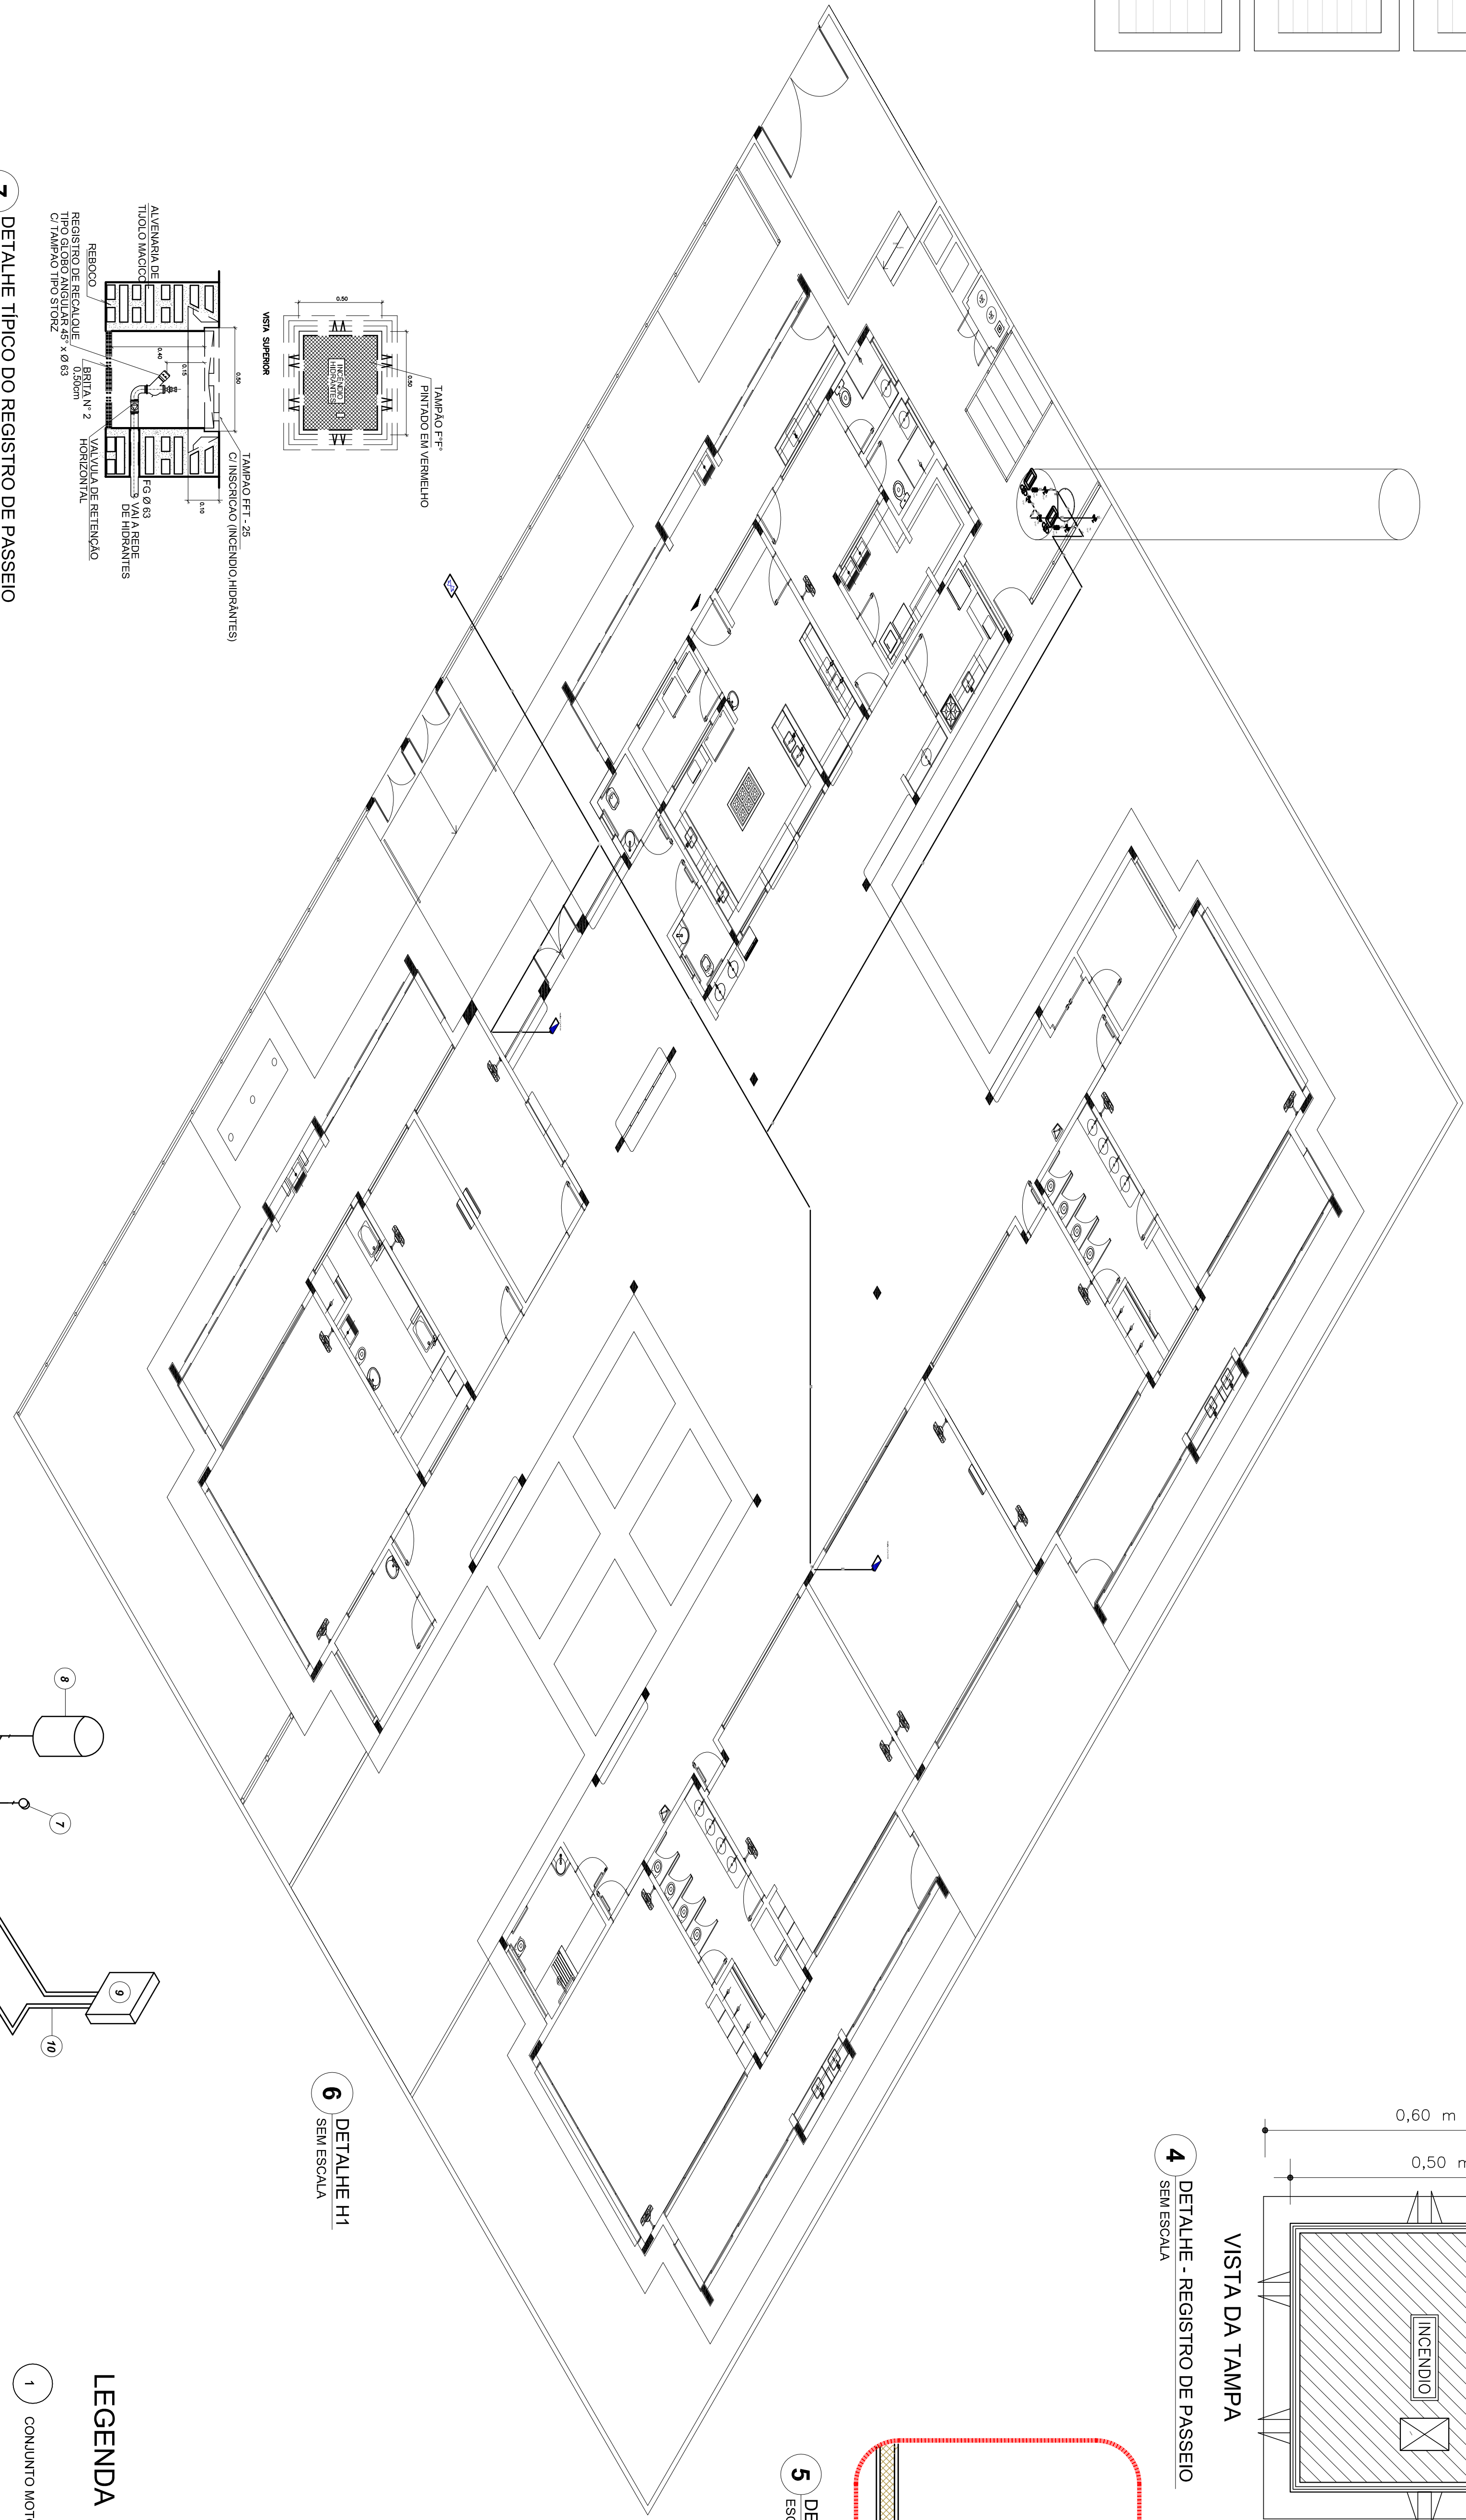 ALVENARIA DE
TIJOLO MACICO
REBOCO
REGISTRO DE RECALQUE
TIPO GLOBO ANGULAR 45° x Ø 63
C/ TAMPAO TIPO STORZ
0.50
0.15
0.40
0.10
BRITA N° 2
0.50cm
TAMPAO FFT - 25
C/ INSCRICAO (INCENDIO,HIDRÂNTES)
FG Ø 63
VAI A REDE
DE HIDRANTES
VALVULA DE RETENÇÃO
HORIZONTAL
7
DETALHE TÍPICO DO REGISTRO DE PASSEIO
0.50
0.50
INCÊNDIO
HIDRANTES
TAMPÃO FºFº
PINTADO EM VERMELHO
VISTA SUPERIOR
8
7
9
10
6
DETALHE H1
SEM ESCALA
0,60 m
0,50 m
INCENDIO
VISTA DA TAMPA
4
DETALHE - REGISTRO DE PASSEIO
SEM ESCALA
5
LEGENDA
1
CONJUNTO